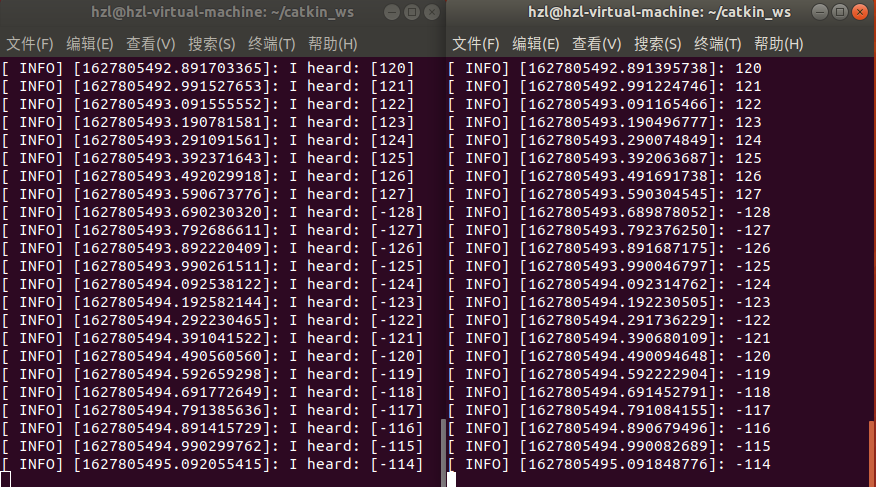 hzl@hzl-virtual-machine: ~/catkin_ws
文件(F) 编辑(E) 查看(V) 搜索(S) 终端(T) 帮助(H)
[ INFO] [1627805492.891703365]: I heard: [120]
[ INFO] [1627805492.991527653]: I heard: [121]
[ INFO] [1627805493.091555552]: I heard: [122]
[ INFO] [1627805493.190781581]: I heard: [123]
[ INFO] [1627805493.291091561]: I heard: [124]
[ INFO] [1627805493.392371643]: I heard: [125]
[ INFO] [1627805493.492029918]: I heard: [126]
[ INFO] [1627805493.590673776]: I heard: [127]
[ INFO] [1627805493.690230320]: I heard: [-128]
[ INFO] [1627805493.792686611]: I heard: [-127]
[ INFO] [1627805493.892220409]: I heard: [-126]
[ INFO] [1627805493.990261511]: I heard: [-125]
[ INFO] [1627805494.092538122]: I heard: [-124]
[ INFO] [1627805494.192582144]: I heard: [-123]
[ INFO] [1627805494.292230465]: I heard: [-122]
[ INFO] [1627805494.391041522]: I heard: [-121]
[ INFO] [1627805494.490560560]: I heard: [-120]
[ INFO] [1627805494.592659298]: I heard: [-119]
[ INFO] [1627805494.691772649]: I heard: [-118]
[ INFO] [1627805494.791385636]: I heard: [-117]
[ INFO] [1627805494.891415729]: I heard: [-116]
[ INFO] [1627805494.990299762]: I heard: [-115]
[ INFO] [1627805495.092055415]: I heard: [-114]
hzl@hzl-virtual-machine: ~/catkin_ws
文件(F) 编辑(E) 查看(V) 搜索(S) 终端(T) 帮助(H)
[ INFO] [1627805492.891395738]: 120
[ INFO] [1627805492.991224746]: 121
[ INFO] [1627805493.091165466]: 122
[ INFO] [1627805493.190496777]: 123
[ INFO] [1627805493.290074849]: 124
[ INFO] [1627805493.392063687]: 125
[ INFO] [1627805493.491691738]: 126
[ INFO] [1627805493.590304545]: 127
[ INFO] [1627805493.689878052]: -128
[ INFO] [1627805493.792376250]: -127
[ INFO] [1627805493.891687175]: -126
[ INFO] [1627805493.990046797]: -125
[ INFO] [1627805494.092314762]: -124
[ INFO] [1627805494.192230505]: -123
[ INFO] [1627805494.291736229]: -122
[ INFO] [1627805494.390680109]: -121
[ INFO] [1627805494.490094648]: -120
[ INFO] [1627805494.592222904]: -119
[ INFO] [1627805494.691452791]: -118
[ INFO] [1627805494.791084155]: -117
[ INFO] [1627805494.890679496]: -116
[ INFO] [1627805494.990082689]: -115
[ INFO] [1627805495.091848776]: -114